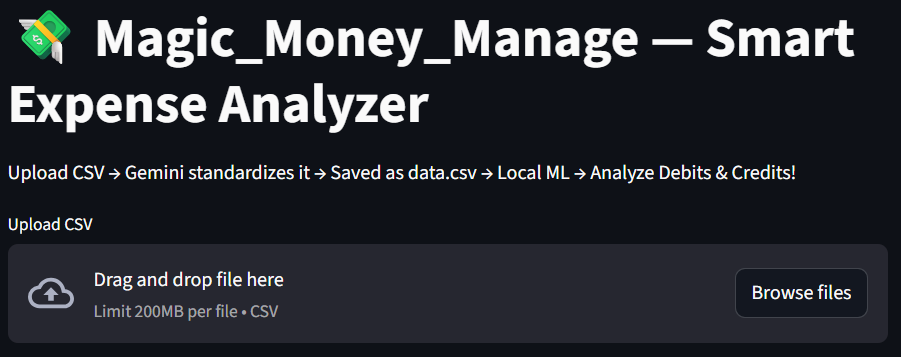 Magic_Money_Manage — Smart
Expense Analyzer
Upload CSV → Gemini standardizes it → Saved as data.csv → Local ML → Analyze Debits & Credits!
Upload CSV
Drag and drop file here
Limit 200MB per file • CSV
Browse files